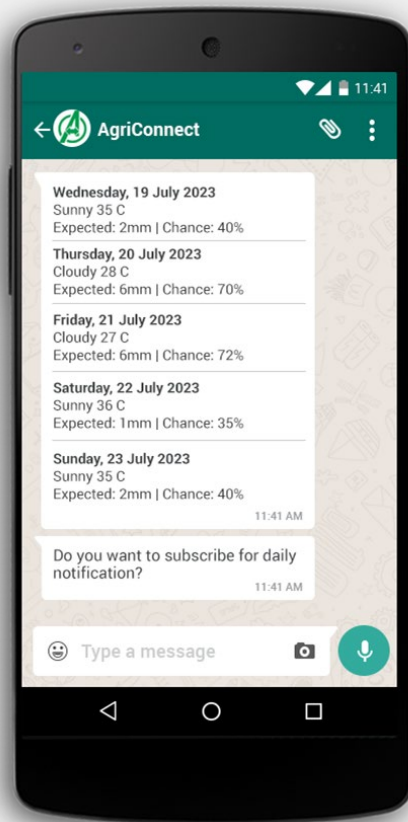 11:41
AgriConnect
Wednesday, 19 July 2023
Sunny 35 C
Expected: 2mm | Chance: 40%
Thursday, 20 July 2023
Cloudy 28 C
Expected: 6mm | Chance: 70%
Friday, 21 July 2023
Cloudy 27 C
Expected: 6mm | Chance: 72%
Saturday, 22 July 2023
Sunny 36 C
Expected: 1mm | Chance: 35%
Sunday, 23 July 2023
Sunny 35 C
Expected: 2mm | Chance: 40%
11:41 AM
Do you want to subscribe for daily
notification?
11:41 AM
Type a message